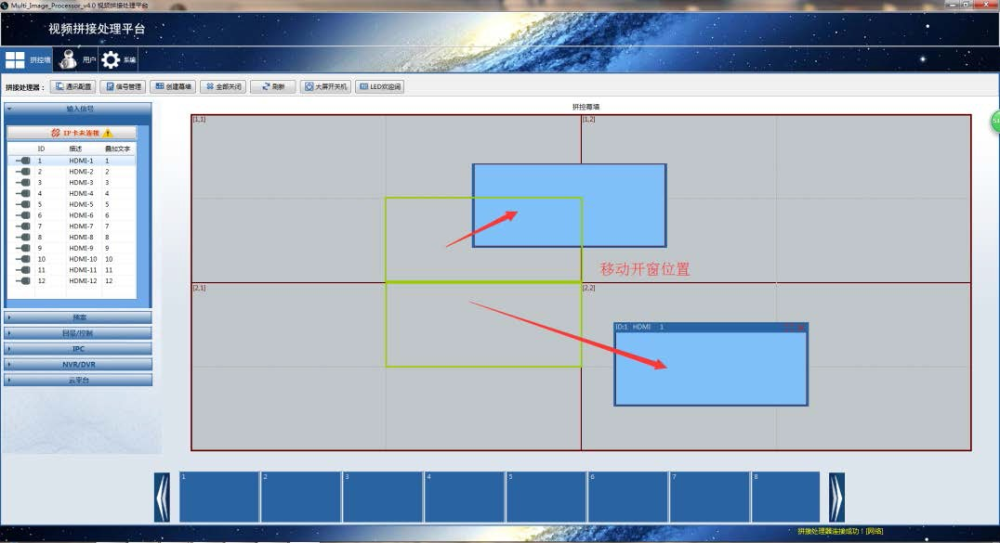 Multi_Image_Processor_v4.0 视频拼接处理平台
视频拼接处理平台
拼控墙 用户 系统
拼接处理器： 通讯配置 信号管理 创建幕墙 全部关闭 刷新 大屏开关机 LED欢迎词
输入信号
IP卡未连接
ID 描述 叠加文字
1 HDMI-1 1
2 HDMI-2 2
3 HDMI-3 3
4 HDMI-4 4
5 HDMI-5 5
6 HDMI-6 6
7 HDMI-7 7
8 HDMI-8 8
9 HDMI-9 9
10 HDMI-10 10
11 HDMI-11 11
12 HDMI-12 12
预案
回显/控制
IPC
NVR/DVR
云平台
拼控幕墙
[1,1] [1,2]
移动开窗位置
[2,1] [2,2]
ID:1 HDMI 1
1 2 3 4 5 6 7 8
拼接处理器连接成功！[网络]